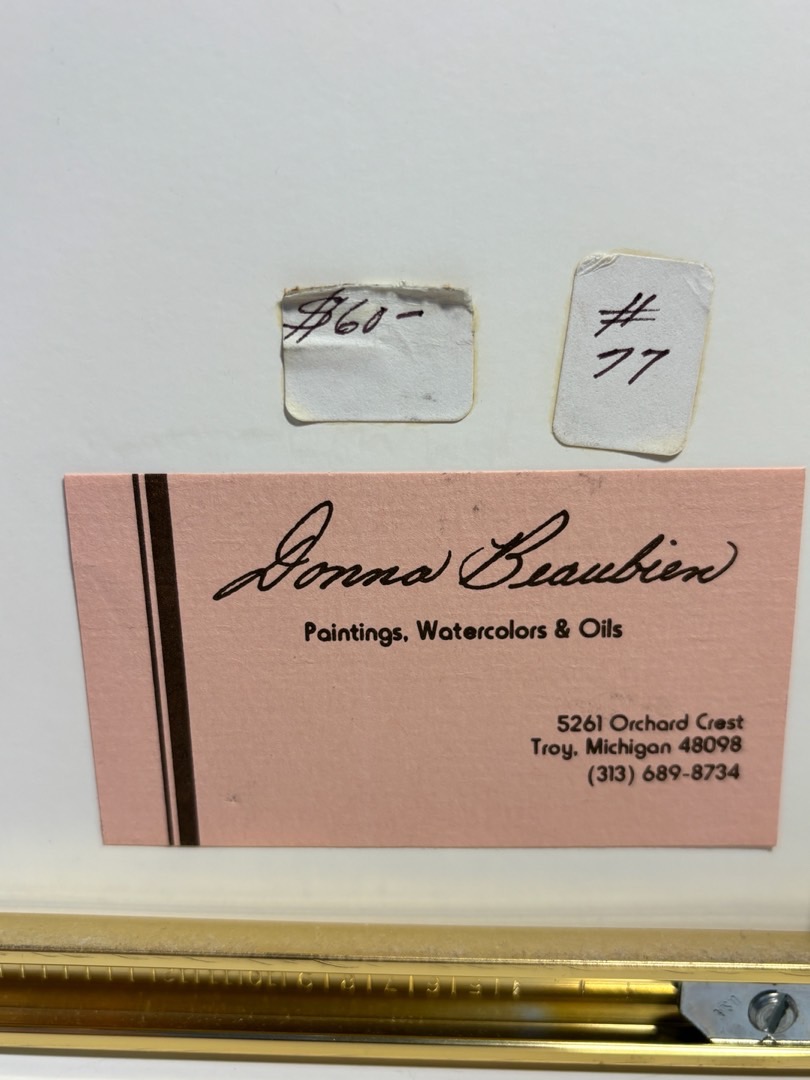 $60-
#
77
Donna Beaubien
Paintings, Watercolors & Oils
5261 Orchard Crest
Troy, Michigan 48098
(313) 689-8734